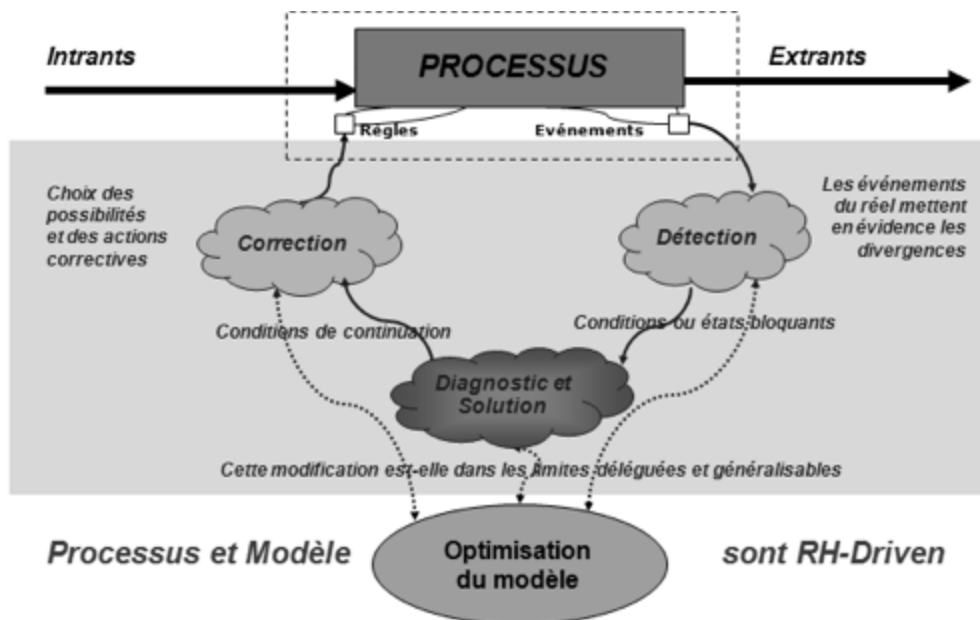 Intrants
PROCESSUS
Extrants
Règles
Evénements
Choix des
possibilités
et des actions
correctives
Correction
Détection
Les événements
du réel mettent
en évidence les
divergences
Conditions de continuation
Conditions ou états bloquants
Diagnostic et
Solution
Cette modification est-elle dans les limites déléguées et généralisables
Processus et Modèle
Optimisation
du modèle
sont RH-Driven